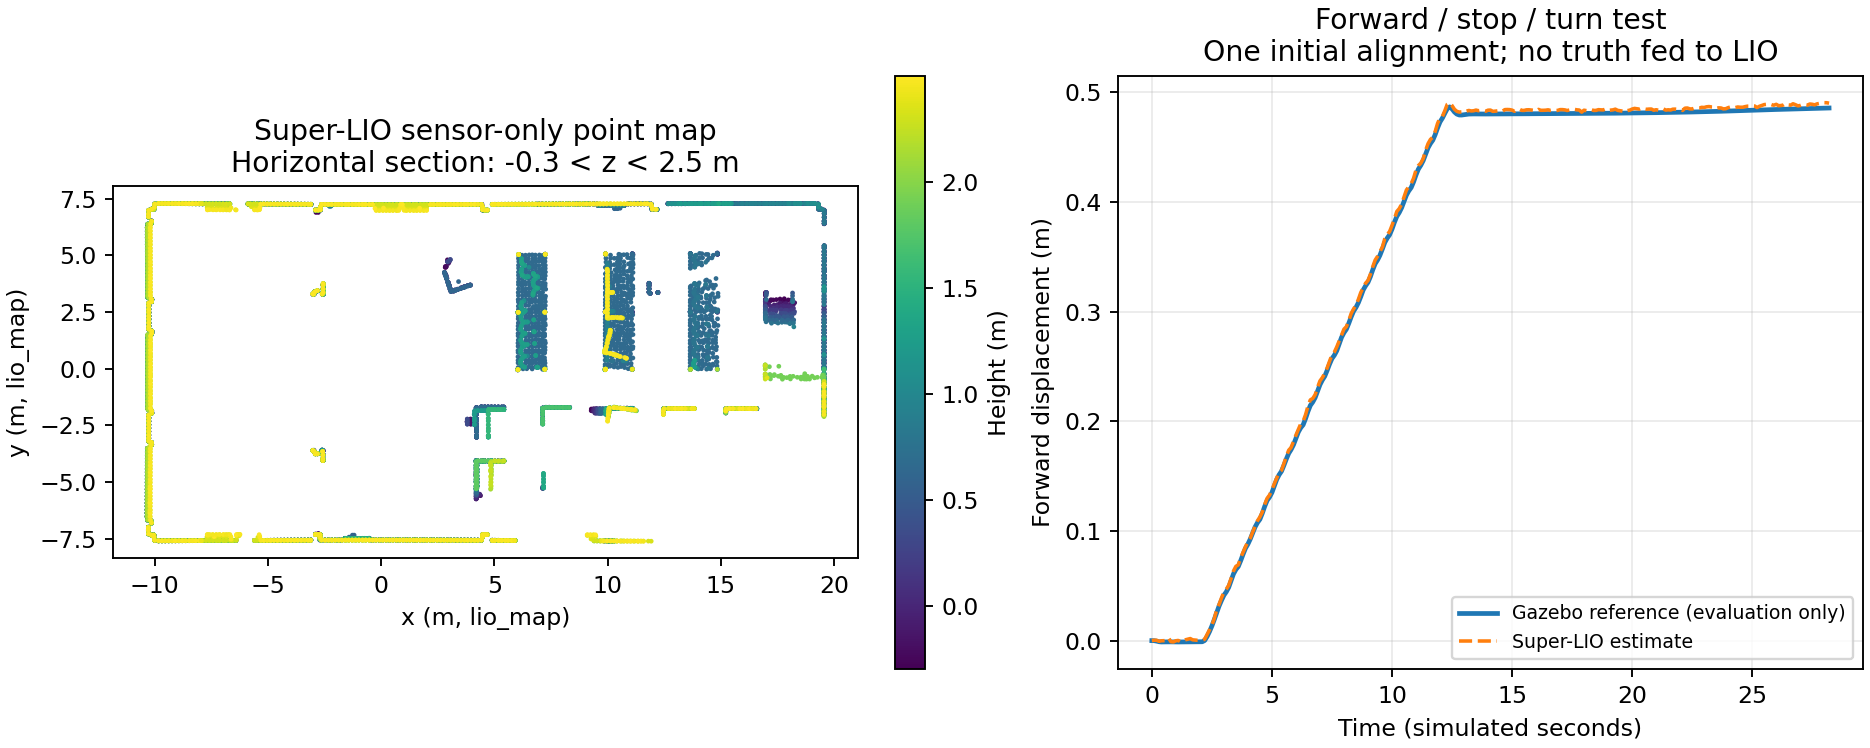 Super-LIO sensor-only point map
Horizontal section: -0.3 < z < 2.5 m
7.5
5.0
2.5
0.0
−2.5
−5.0
−7.5
y (m, lio_map)
−10
−5
0
5
10
15
20
x (m, lio_map)
2.0
1.5
1.0
0.5
0.0
Height (m)
Forward / stop / turn test
One initial alignment; no truth fed to LIO
0.5
0.4
0.3
0.2
0.1
0.0
Forward displacement (m)
Gazebo reference (evaluation only)
Super-LIO estimate
0
5
10
15
20
25
Time (simulated seconds)